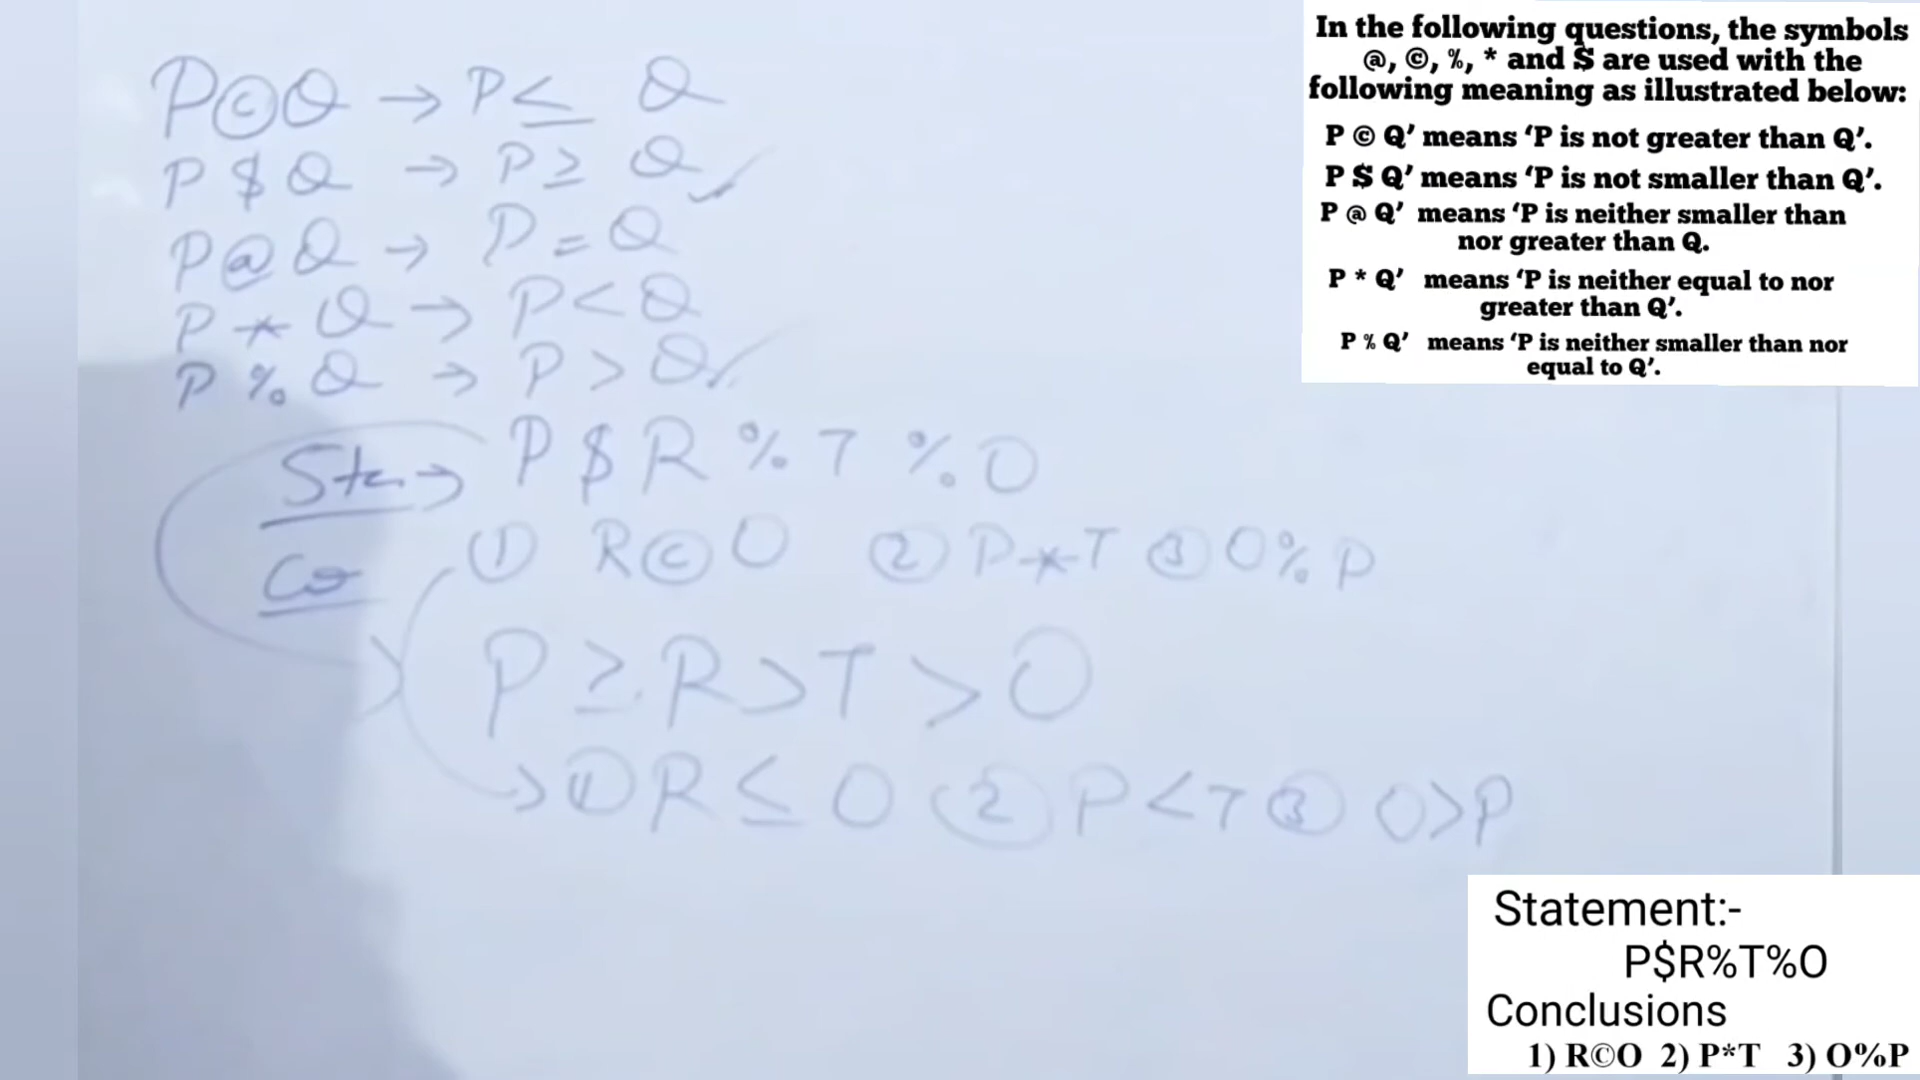 P©Q → P ≤ Q
P $ Q → P ≥ Q
P@Q → P = Q
P * Q → P < Q
P % Q → P > Q
Ste → P $ R % T % O
Co ① R © O ② P * T ③ O % P
P ≥ R > T > O
→ ① R ≤ O ② P < T ③ O > P
In the following questions, the symbols
@, ©, %, * and $ are used with the
following meaning as illustrated below:
P © Q’ means ‘P is not greater than Q’.
P $ Q’ means ‘P is not smaller than Q’.
P @ Q’ means ‘P is neither smaller than
nor greater than Q.
P * Q’ means ‘P is neither equal to nor
greater than Q’.
P % Q’ means ‘P is neither smaller than nor
equal to Q’.
Statement:-
P$R%T%O
Conclusions
1) R©O 2) P*T 3) O%P